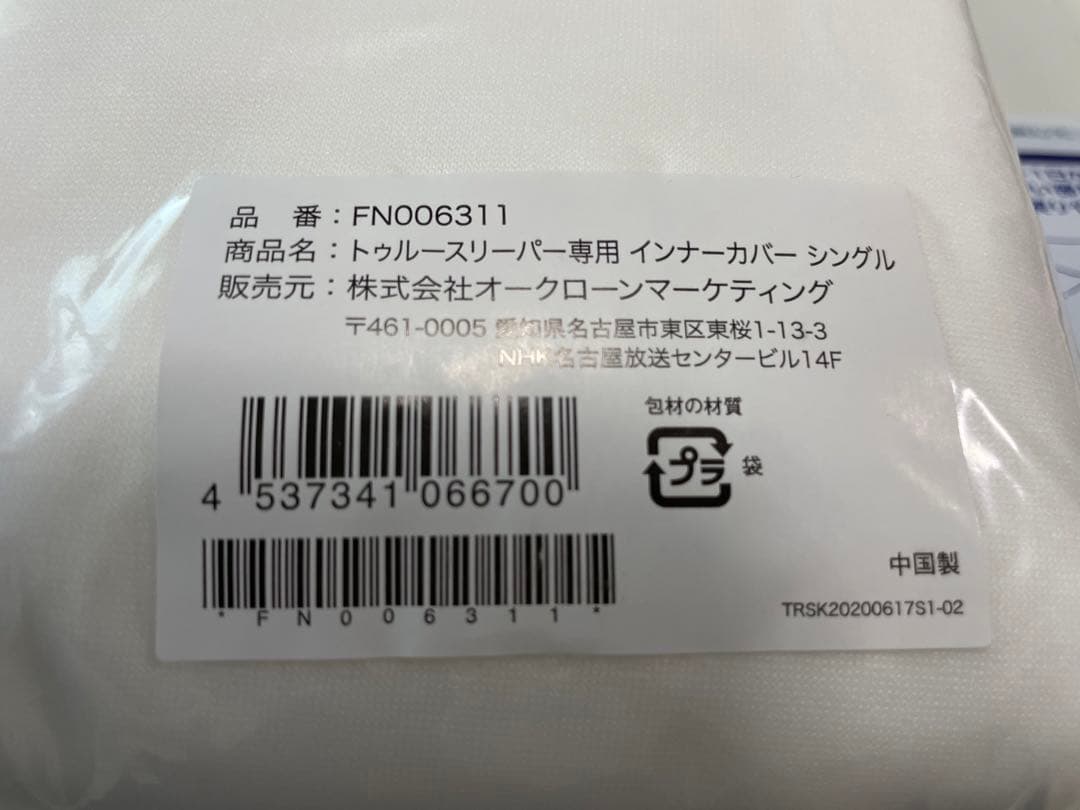 品 番：FN006311
商品名：トゥルースリーパー専用 インナーカバー シングル
販売元：株式会社オークローンマーケティング
〒461-0005 愛知県名古屋市東区東桜1-13-3
NHK名古屋放送センタービル14F
包材の材質
プラ 袋
4 537341 066700
*FN006311*
中国製
TRSK20200617S1-02